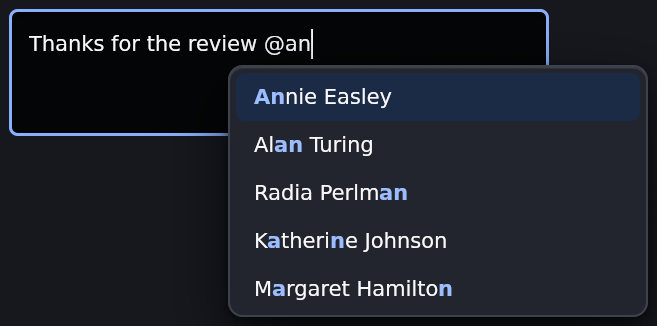 Thanks for the review @an
Annie Easley
Alan Turing
Radia Perlman
Katherine Johnson
Margaret Hamilton